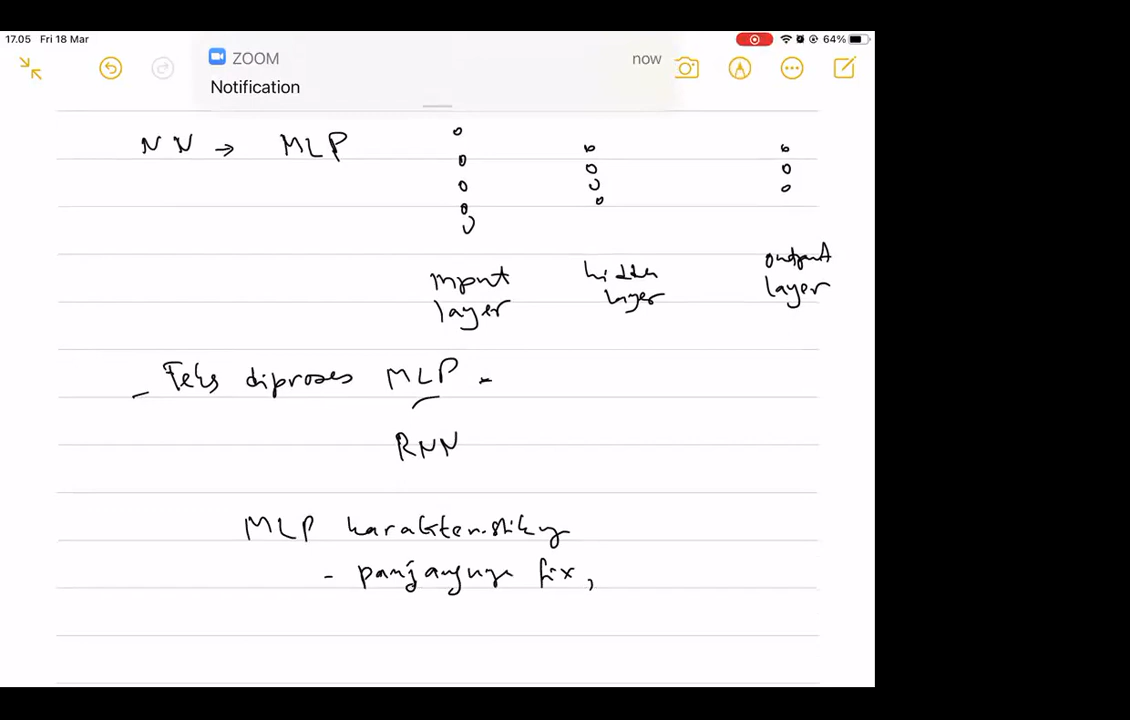 17.05 Fri 18 Mar
64%
ZOOM
now
Notification
NN → MLP
input layer
hidden layer
output layer
- Teks diproses MLP -
RNN
MLP karakteristiknya
- panjangnya fix,